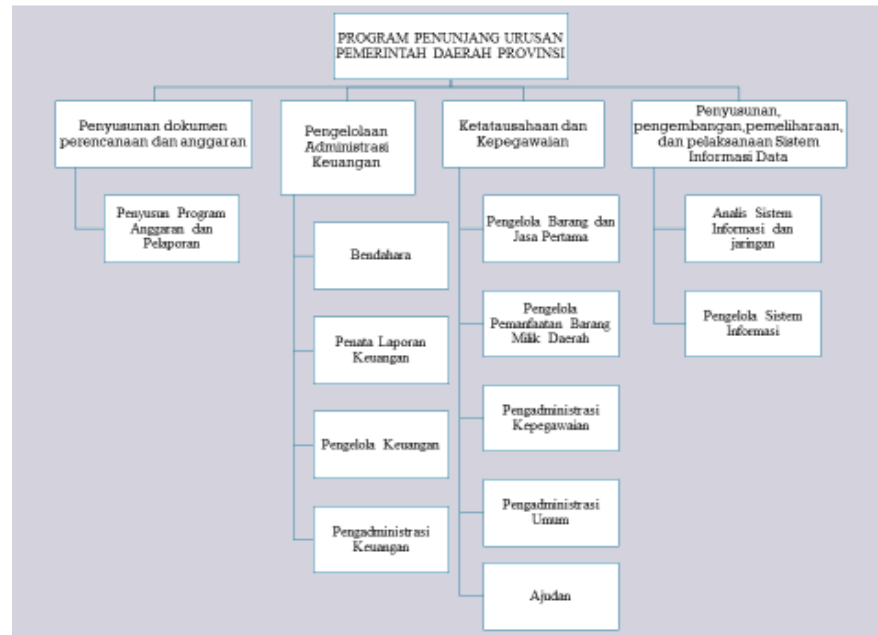 PROGRAM PENUNJANG URUSAN
PEMERINTAH DAERAH PROVINSI
Penyusunan dokumen
perencanaan dan anggaran
Penyusun Program
Anggaran dan
Pelaporan
Pengelolaan
Administrasi
Keuangan
Bendahara
Penata Laporan
Keuangan
Pengelola Keuangan
Pengadministrasi
Keuangan
Ketatausahaan dan
Kepegawaian
Pengelola Barang dan
Jasa Pertama
Pengelola
Pemanfaatan Barang
Milik Daerah
Pengadministrasi
Kepegawaian
Pengadministrasi
Umum
Ajudan
Penyusunan,
pengembangan,pemeliharaan,
dan pelaksanaan Sistem
Informasi Data
Analis Sistem
Informasi dan
jaringan
Pengelola Sistem
Informasi